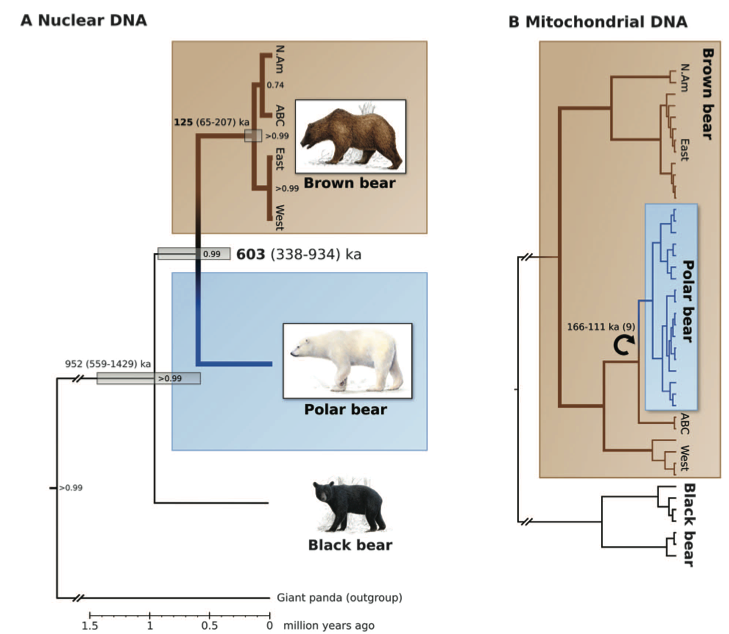 A Nuclear DNA
N.Am
0.74
ABC
125 (65-207) ka
>0.99
East
>0.99
West
Brown bear
0.99
603 (338-934) ka
952 (559-1429) ka
>0.99
Polar bear
>0.99
Black bear
Giant panda (outgroup)
1.5 1 0.5 0 million years ago
B Mitochondrial DNA
Brown bear
N.Am
East
Polar bear
166-111 ka (9)
ABC
West
Black bear